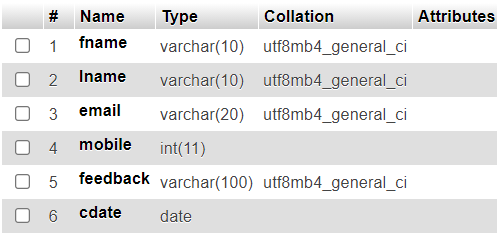 # Name Type Collation Attributes
1 fname varchar(10) utf8mb4_general_ci
2 lname varchar(10) utf8mb4_general_ci
3 email varchar(20) utf8mb4_general_ci
4 mobile int(11)
5 feedback varchar(100) utf8mb4_general_ci
6 cdate date